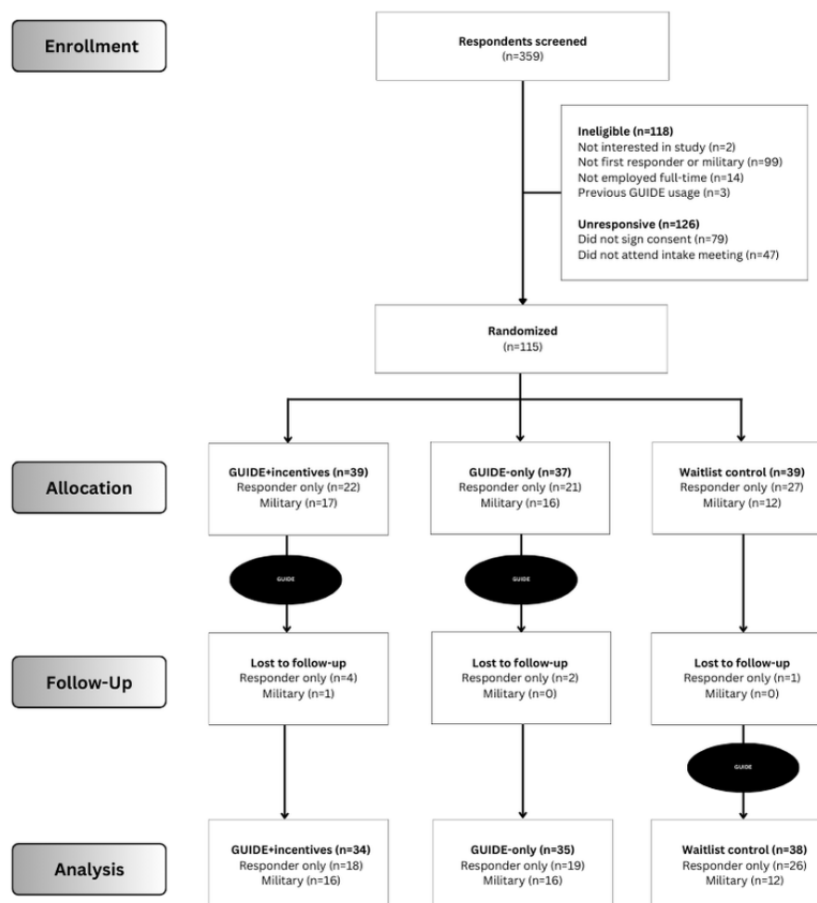 Enrollment
Respondents screened
(n=359)
Ineligible (n=118)
Not interested in study (n=2)
Not first responder or military (n=99)
Not employed full-time (n=14)
Previous GUIDE usage (n=3)
Unresponsive (n=126)
Did not sign consent (n=79)
Did not attend intake meeting (n=47)
Randomized
(n=115)
Allocation
GUIDE+incentives (n=39)
Responder only (n=22)
Military (n=17)
GUIDE-only (n=37)
Responder only (n=21)
Military (n=16)
Waitlist control (n=39)
Responder only (n=27)
Military (n=12)
GUIDE
GUIDE
Follow-Up
Lost to follow-up
Responder only (n=4)
Military (n=1)
Lost to follow-up
Responder only (n=2)
Military (n=0)
Lost to follow-up
Responder only (n=1)
Military (n=0)
GUIDE
Analysis
GUIDE+incentives (n=34)
Responder only (n=18)
Military (n=16)
GUIDE-only (n=35)
Responder only (n=19)
Military (n=16)
Waitlist control (n=38)
Responder only (n=26)
Military (n=12)